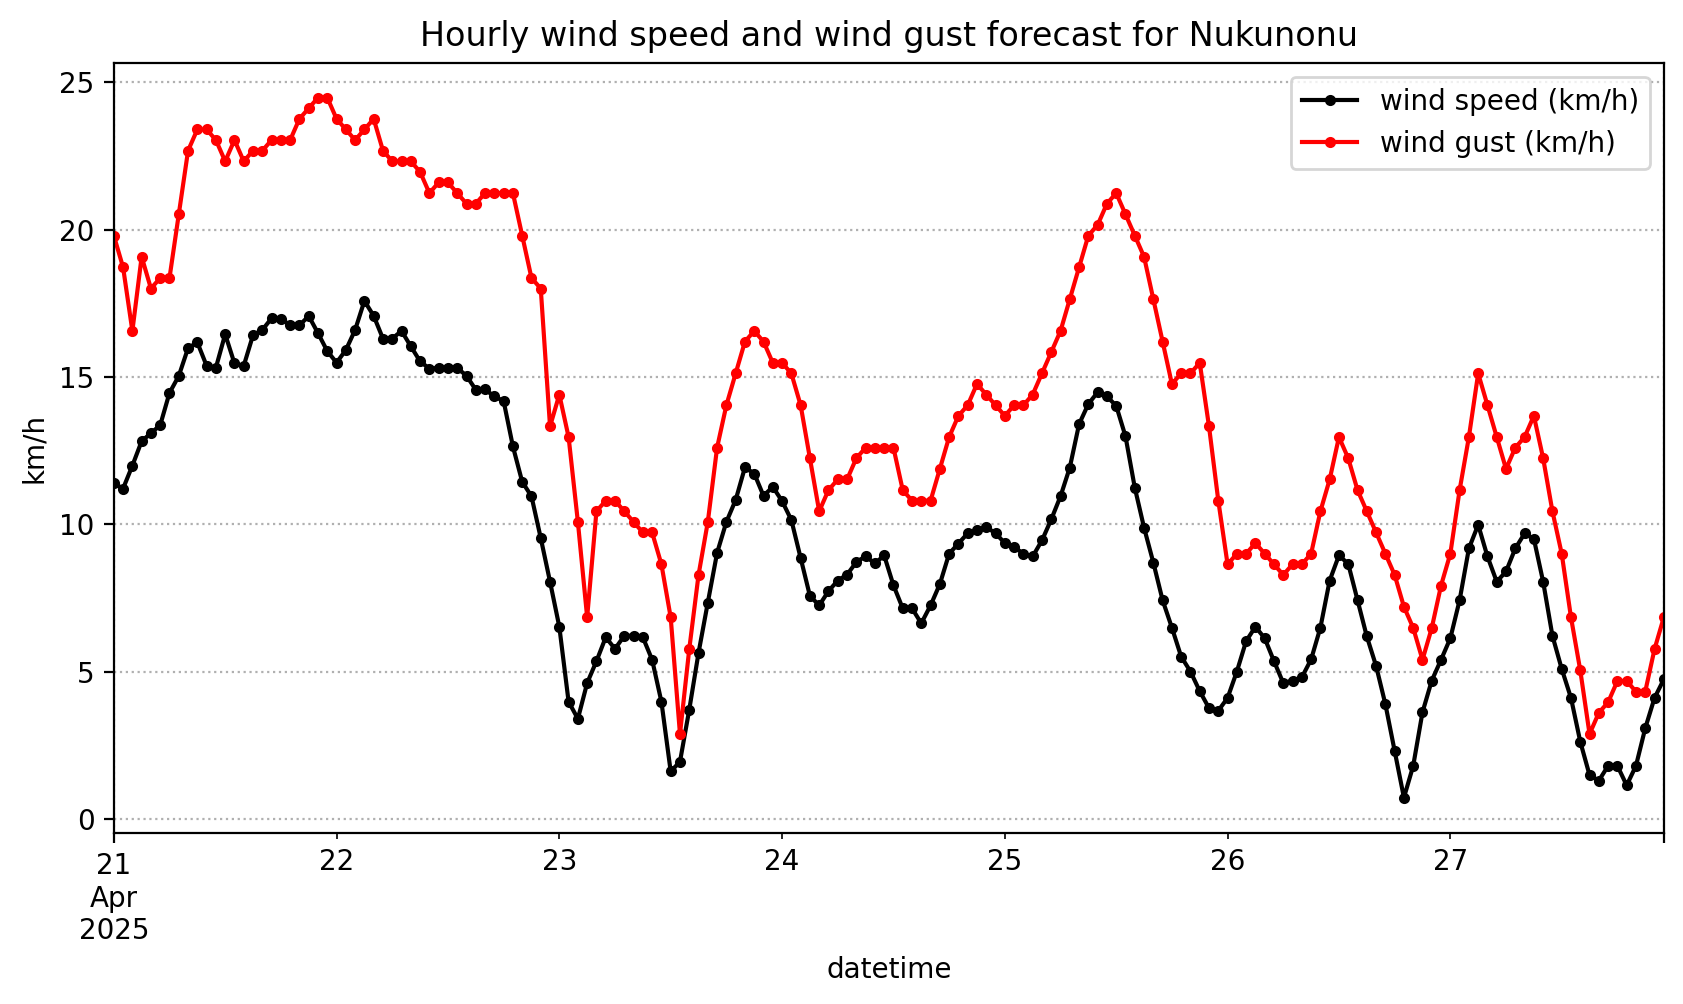 Hourly wind speed and wind gust forecast for Nukunonu
wind speed (km/h)
wind gust (km/h)
km/h
25
20
15
10
5
0
21
Apr
2025
22
23
24
25
26
27
datetime